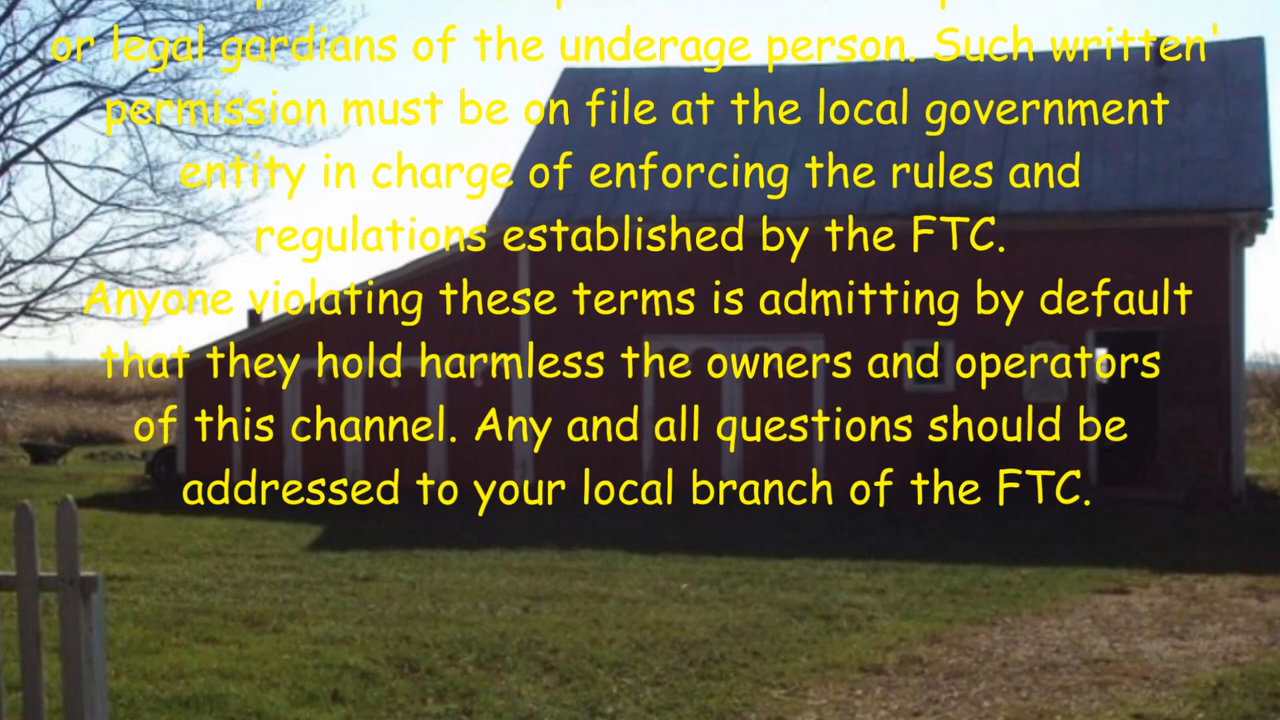 or legal gardians of the underage person. Such written'
permission must be on file at the local government
entity in charge of enforcing the rules and
regulations established by the FTC.
Anyone violating these terms is admitting by default
that they hold harmless the owners and operators
of this channel. Any and all questions should be
addressed to your local branch of the FTC.